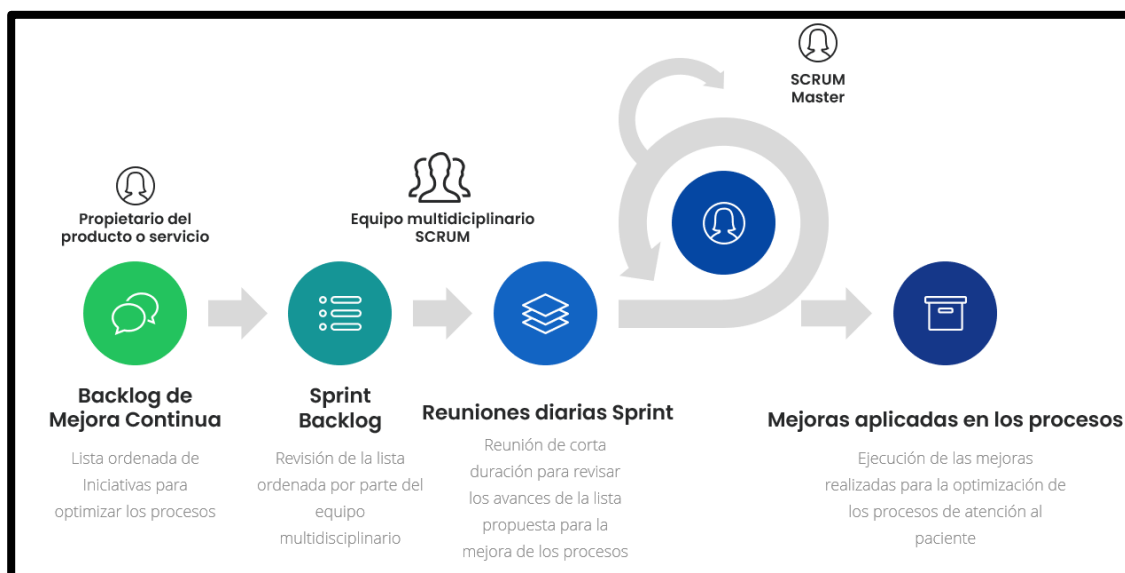 SCRUM
Master
Propietario del
producto o servicio
Equipo multidiciplinario
SCRUM
Backlog de
Mejora Continua
Lista ordenada de
Iniciativas para
optimizar los procesos
Sprint
Backlog
Revisión de la lista
ordenada por parte del
equipo
multidisciplinario
Reuniones diarias Sprint
Reunión de corta
duración para revisar
los avances de la lista
propuesta para la
mejora de los procesos
Mejoras aplicadas en los procesos
Ejecución de las mejoras
realizadas para la optimización de
los procesos de atención al
paciente